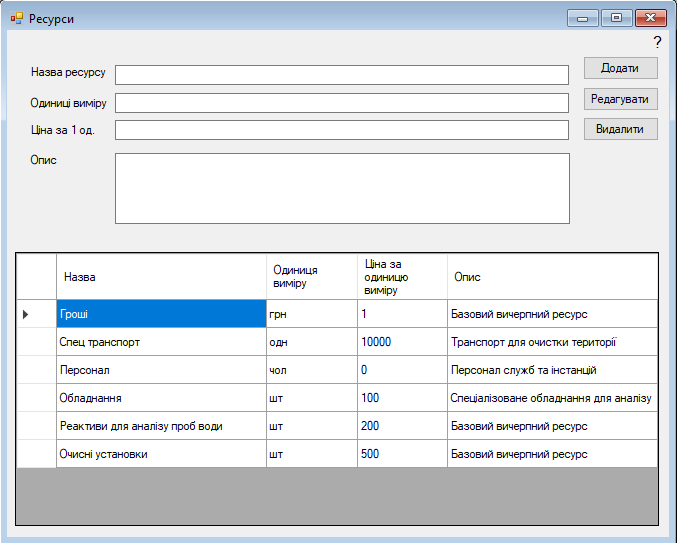 Ресурси
?
Назва ресурсу
Додати
Одиниці виміру
Редагувати
Ціна за 1 од.
Видалити
Опис
Назва Одиниця виміру Ціна за одиницю виміру Опис
Гроші грн 1 Базовий вичерпний ресурс
Спец транспорт одн 10000 Транспорт для очистки території
Персонал чол 0 Персонал служб та інстанцій
Обладнання шт 100 Спеціалізоване обладнання для аналізу
Реактиви для аналізу проб води шт 200 Базовий вичерпний ресурс
Очисні установки шт 500 Базовий вичерпний ресурс